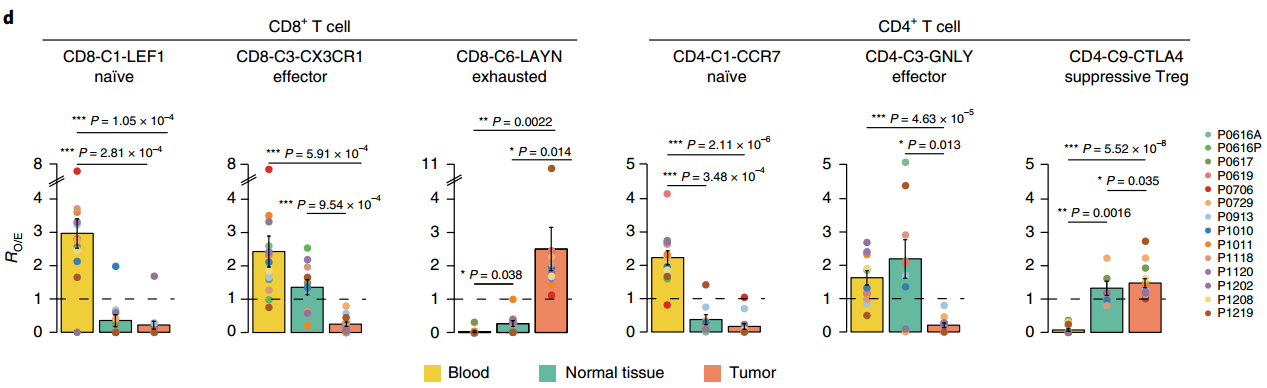 d
CD8+ T cell
CD4+ T cell
CD8-C1-LEF1
naïve
CD8-C3-CX3CR1
effector
CD8-C6-LAYN
exhausted
CD4-C1-CCR7
naïve
CD4-C3-GNLY
effector
CD4-C9-CTLA4
suppressive Treg
R_O/E
*** P = 1.05 × 10⁻⁴
*** P = 2.81 × 10⁻⁴
8
4
3
2
1
0
*** P = 5.91 × 10⁻⁴
*** P = 9.54 × 10⁻⁴
8
4
3
2
1
0
** P = 0.0022
* P = 0.014
* P = 0.038
11
4
3
2
1
0
*** P = 2.11 × 10⁻⁶
*** P = 3.48 × 10⁻⁴
5
4
3
2
1
0
*** P = 4.63 × 10⁻⁵
* P = 0.013
5
4
3
2
1
0
*** P = 5.52 × 10⁻⁸
* P = 0.035
** P = 0.0016
5
4
3
2
1
0
P0616A
P0616P
P0617
P0619
P0706
P0729
P0913
P1010
P1011
P1118
P1120
P1202
P1208
P1219
Blood
Normal tissue
Tumor